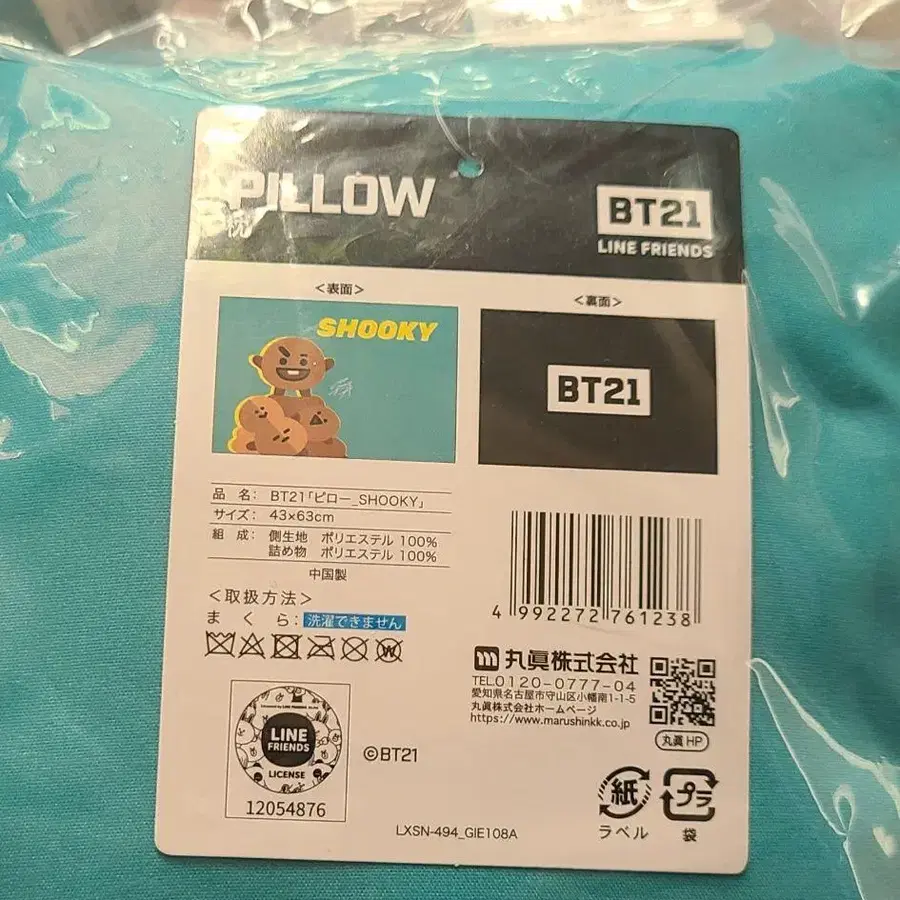 PILLOW
枕
BT21
LINE FRIENDS
<表面>
<裏面>
SHOOKY
BT21
品 名: BT21「ピロー_SHOOKY」
サイズ: 43×63cm
組 成: 側生地 ポリエステル 100%
詰め物 ポリエステル 100%
中国製
<取扱方法>
まくら: 洗濯できません
W
4 992272 761238
丸眞株式会社
TEL0120-0777-04
愛知県名古屋市守山区小幡南1-1-5
丸眞株式会社ホームページ
https://www.marushinkk.co.jp
丸眞 HP
LINE
FRIENDS
LICENSE
12054876
©BT21
紙
ラベル
プラ
袋
LXSN-494_GIE108A